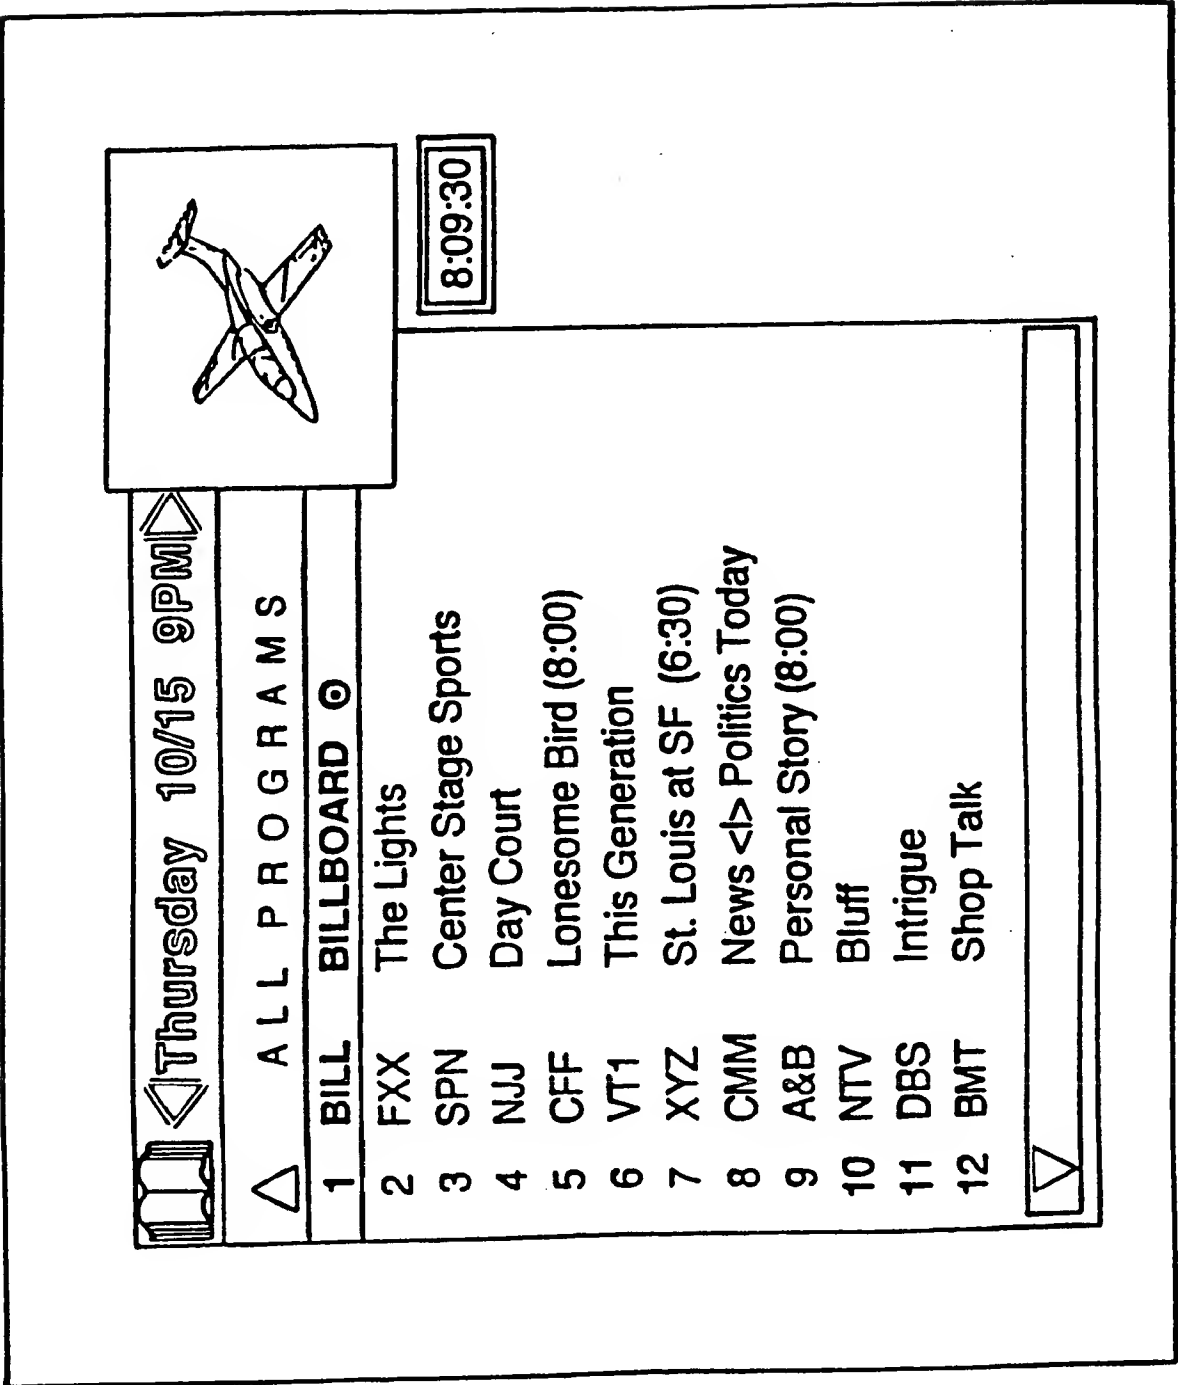 Thursday 10/15 9PM
ALL PROGRAMS
1 BILL BILLBOARD
2 FXX The Lights
3 SPN Center Stage Sports
4 NJJ Day Court
5 CFF Lonesome Bird (8:00)
6 VT1 This Generation
7 XYZ St. Louis at SF (6:30)
8 CMM News <I> Politics Today
9 A&B Personal Story (8:00)
10 NTV Bluff
11 DBS Intrigue
12 BMT Shop Talk
8:09:30